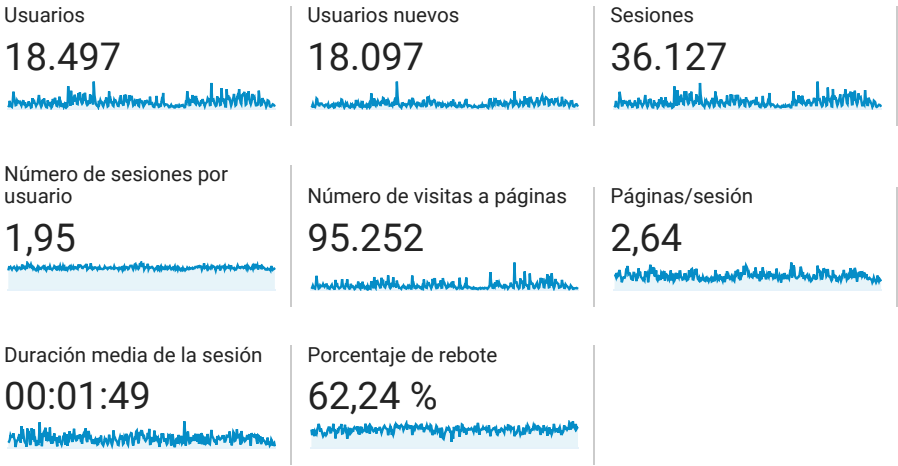 Usuarios
18.497
Usuarios nuevos
18.097
Sesiones
36.127
Número de sesiones por
usuario
1,95
Número de visitas a páginas
95.252
Páginas/sesión
2,64
Duración media de la sesión
00:01:49
Porcentaje de rebote
62,24 %